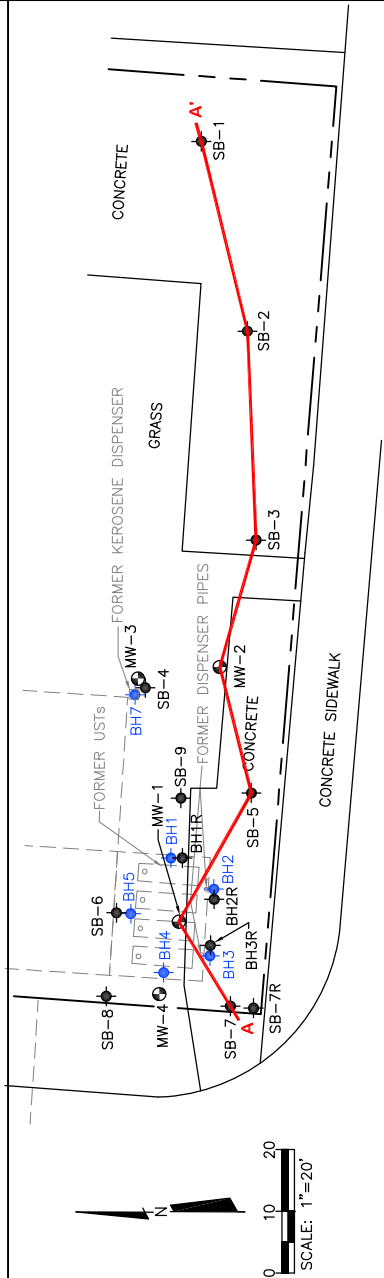 A'
SB-1
CONCRETE
SB-2
GRASS
FORMER KEROSENE DISPENSER
SB-3
FORMER DISPENSER PIPES
MW-3
MW-2
SB-4
BH7
FORMER USTs
CONCRETE
CONCRETE SIDEWALK
SB-9
MW-1
SB-5
BH1
BH1R
BH2
BH2R
SB-6
BH5
BH4
BH3
BH3R
SB-8
MW-4
SB-7
SB-7R
A
N
0 10 20
SCALE: 1"=20'